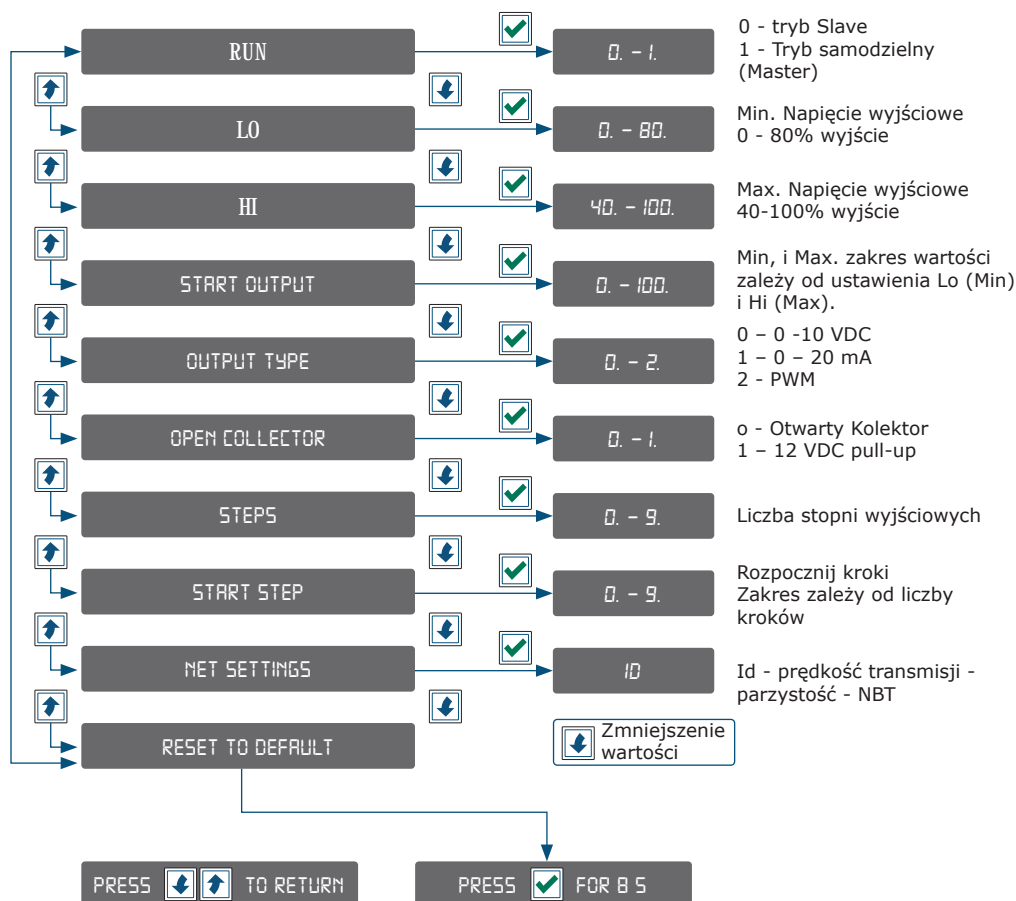 RUN
0. – 1.
0 - tryb Slave
1 - Tryb samodzielny
(Master)
LO
0. – 80.
Min. Napięcie wyjściowe
0 - 80% wyjście
HI
40. – 100.
Max. Napięcie wyjściowe
40-100% wyjście
START OUTPUT
0. – 100.
Min, i Max. zakres wartości
zależy od ustawienia Lo (Min)
i Hi (Max).
OUTPUT TYPE
0. – 2.
0 – 0 -10 VDC
1 – 0 – 20 mA
2 - PWM
OPEN COLLECTOR
0. – 1.
o - Otwarty Kolektor
1 – 12 VDC pull-up
STEPS
0. – 9.
Liczba stopni wyjściowych
START STEP
0. – 9.
Rozpocznij kroki
Zakres zależy od liczby
kroków
NET SETTINGS
ID
Id - prędkość transmisji -
parzystość - NBT
RESET TO DEFAULT
Zmniejszenie
wartości
PRESS TO RETURN
PRESS FOR 8 S